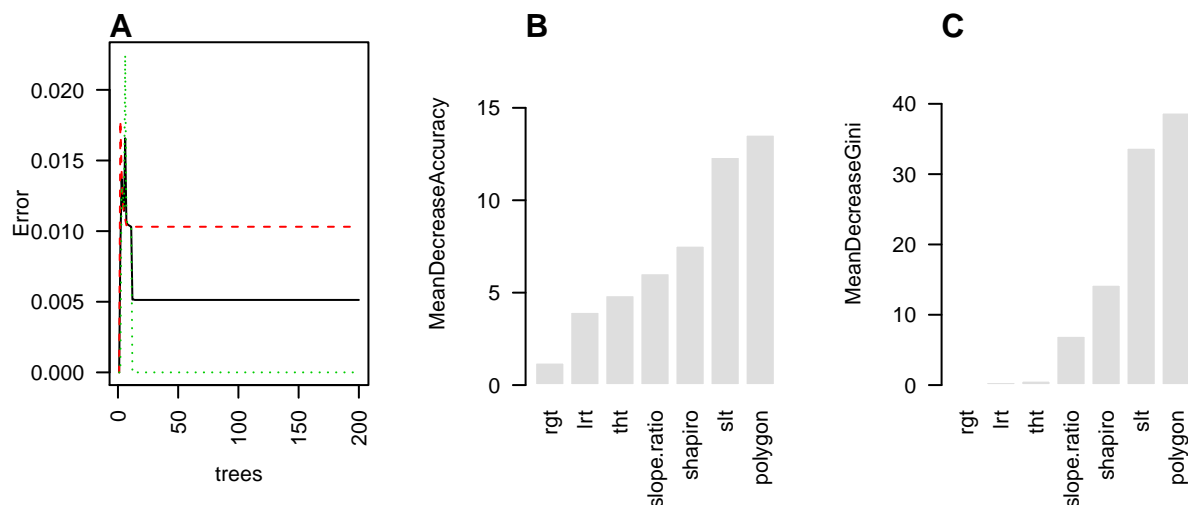 A
Error
0.020
0.015
0.010
0.005
0.000
0
50
100
150
200
trees
B
MeanDecreaseAccuracy
15
10
5
0
rgt
lrt
tht
slope.ratio
shapiro
slt
polygon
C
MeanDecreaseGini
40
30
20
10
0
rgt
lrt
tht
slope.ratio
shapiro
slt
polygon